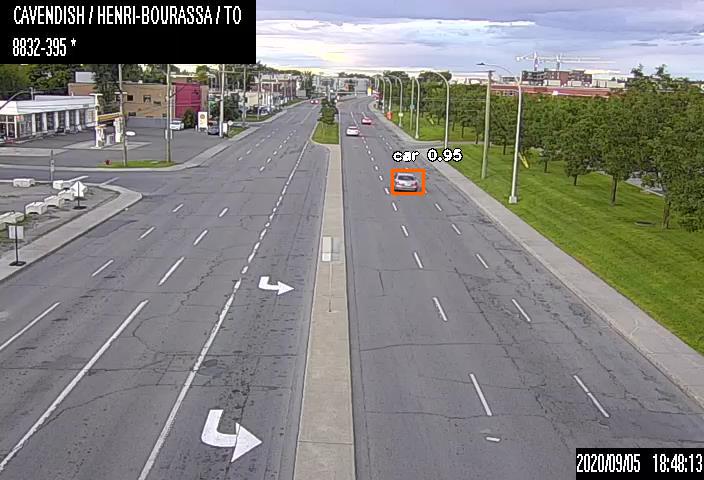 CAVENDISH / HENRI-BOURASSA / TO
8832-395 *
car 0.95
2020/09/05 18:48:13